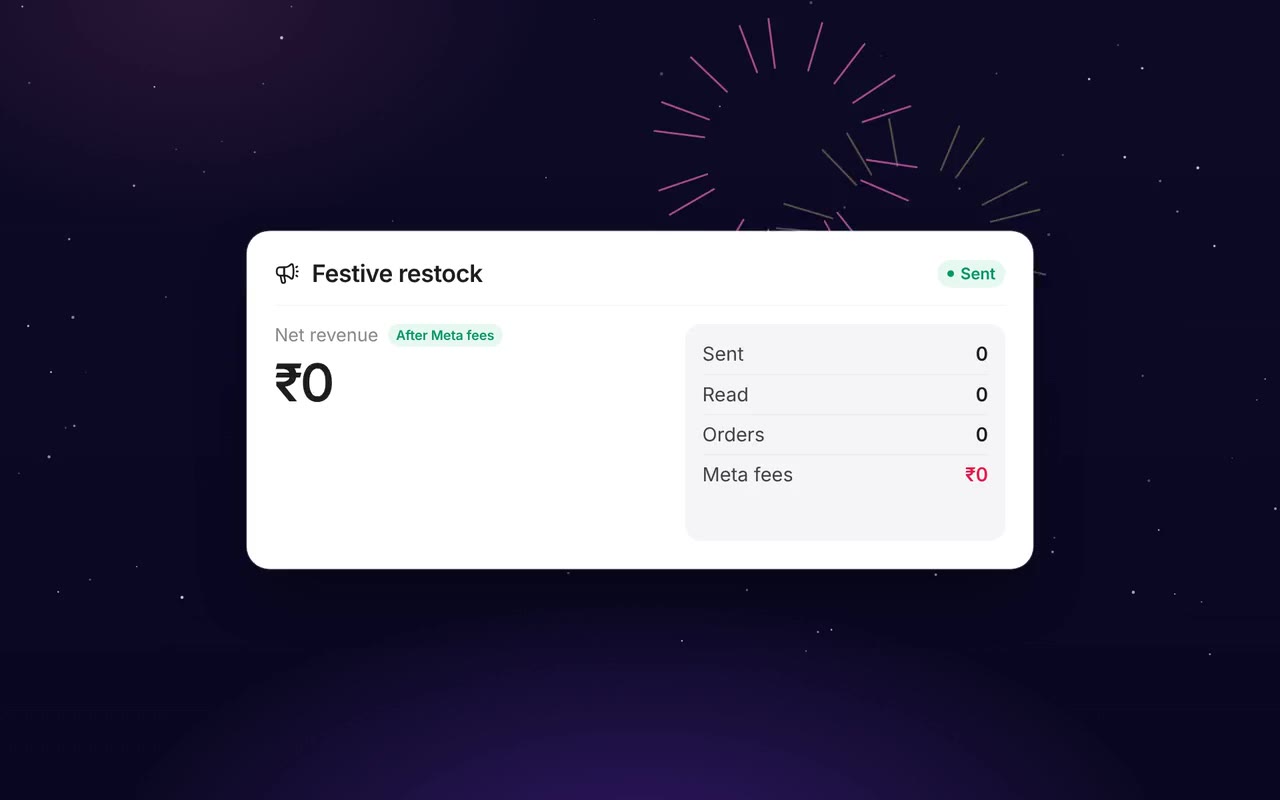 Festive restock
Sent
Net revenue
After Meta fees
₹0
Sent 0
Read 0
Orders 0
Meta fees ₹0